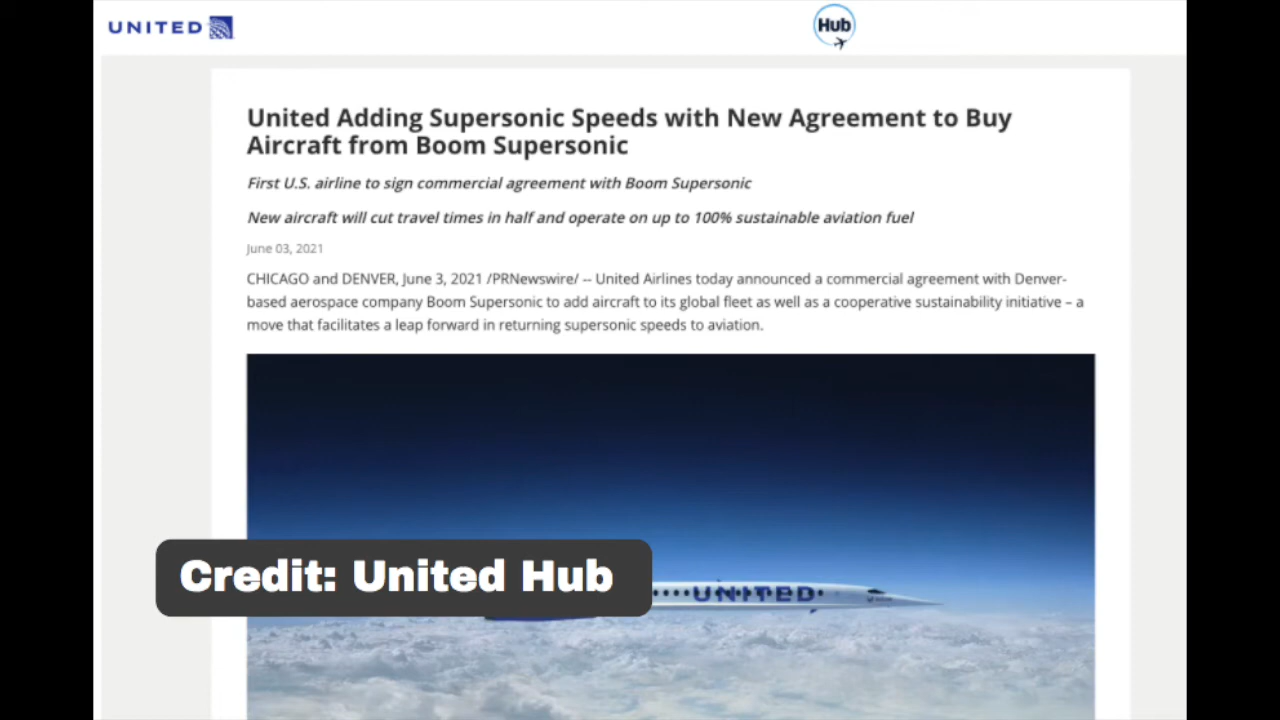 UNITED
Hub
United Adding Supersonic Speeds with New Agreement to Buy
Aircraft from Boom Supersonic
First U.S. airline to sign commercial agreement with Boom Supersonic
New aircraft will cut travel times in half and operate on up to 100% sustainable aviation fuel
June 03, 2021
CHICAGO and DENVER, June 3, 2021 /PRNewswire/ -- United Airlines today announced a commercial agreement with Denver-
based aerospace company Boom Supersonic to add aircraft to its global fleet as well as a cooperative sustainability initiative – a
move that facilitates a leap forward in returning supersonic speeds to aviation.
Credit: United Hub
UNITED